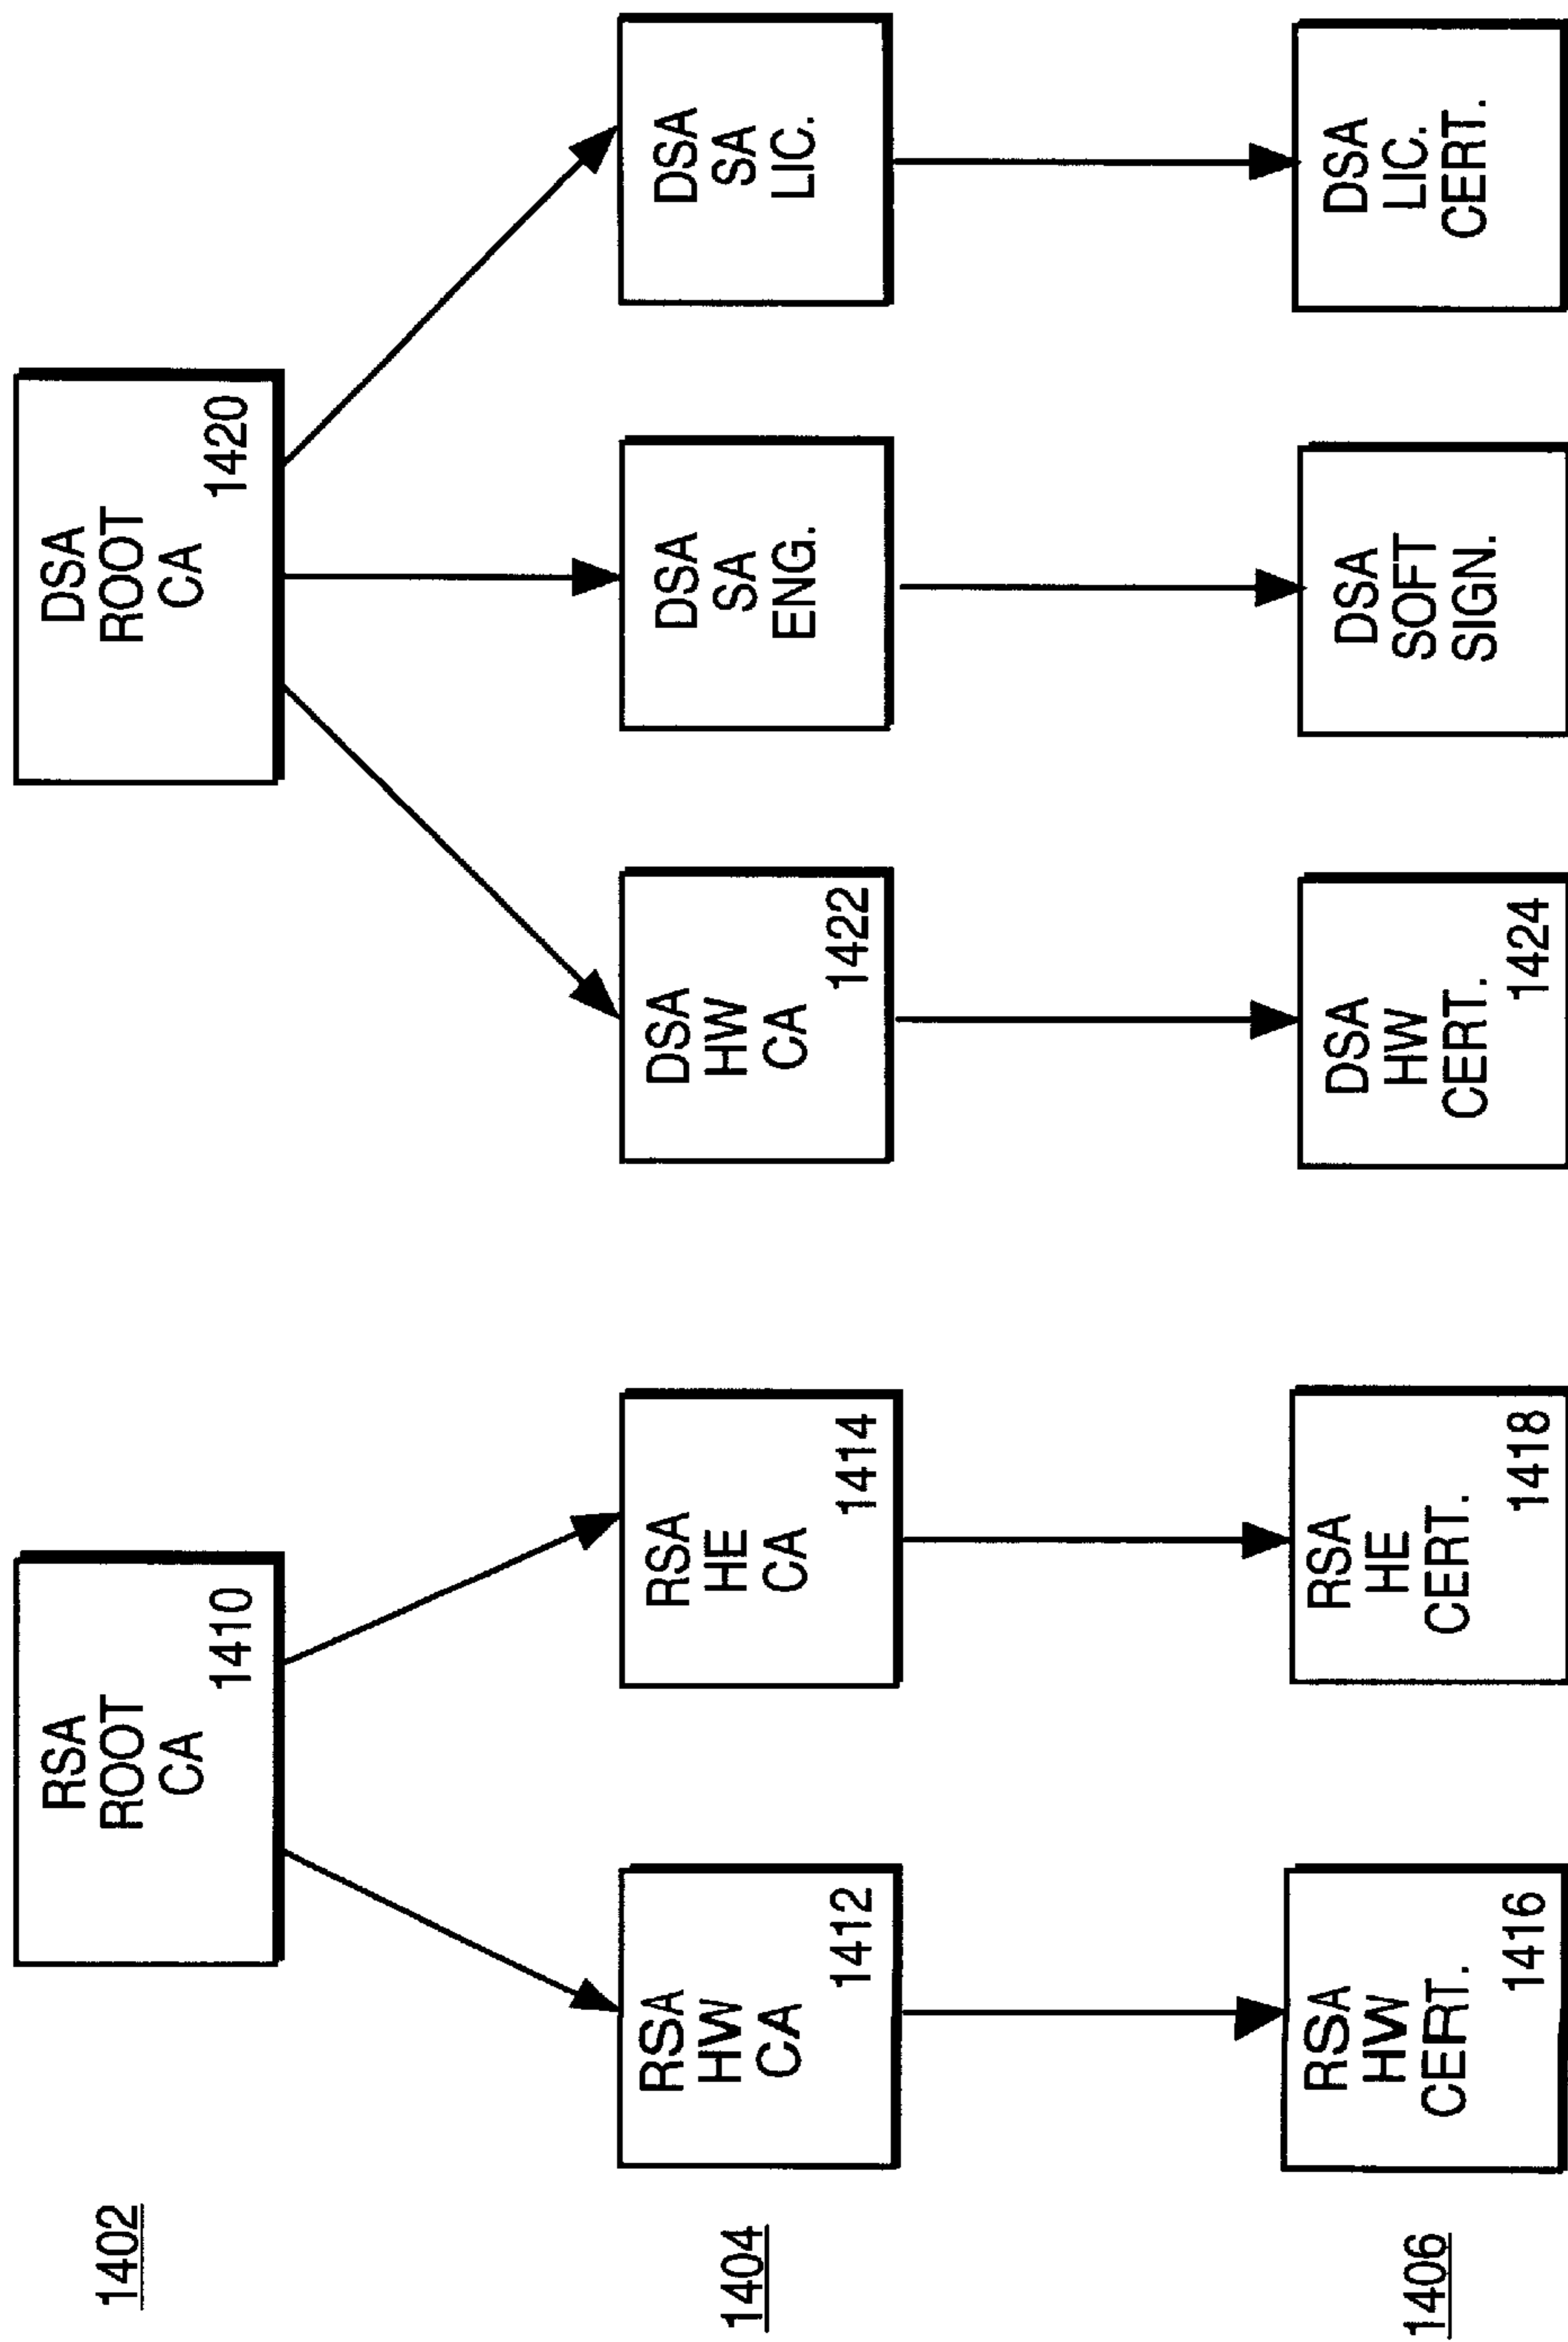 1402
RSA
ROOT
CA
1410
DSA
ROOT
CA
1420
1404
RSA
HW
CA
1412
RSA
HE
CA
1414
DSA
HW
CA
1422
DSA
SA
ENG.
DSA
SA
LIC.
1406
RSA
HW
CERT.
1416
RSA
HE
CERT.
1418
DSA
HW
CERT.
1424
DSA
SOFT
SIGN.
DSA
LIC.
CERT.